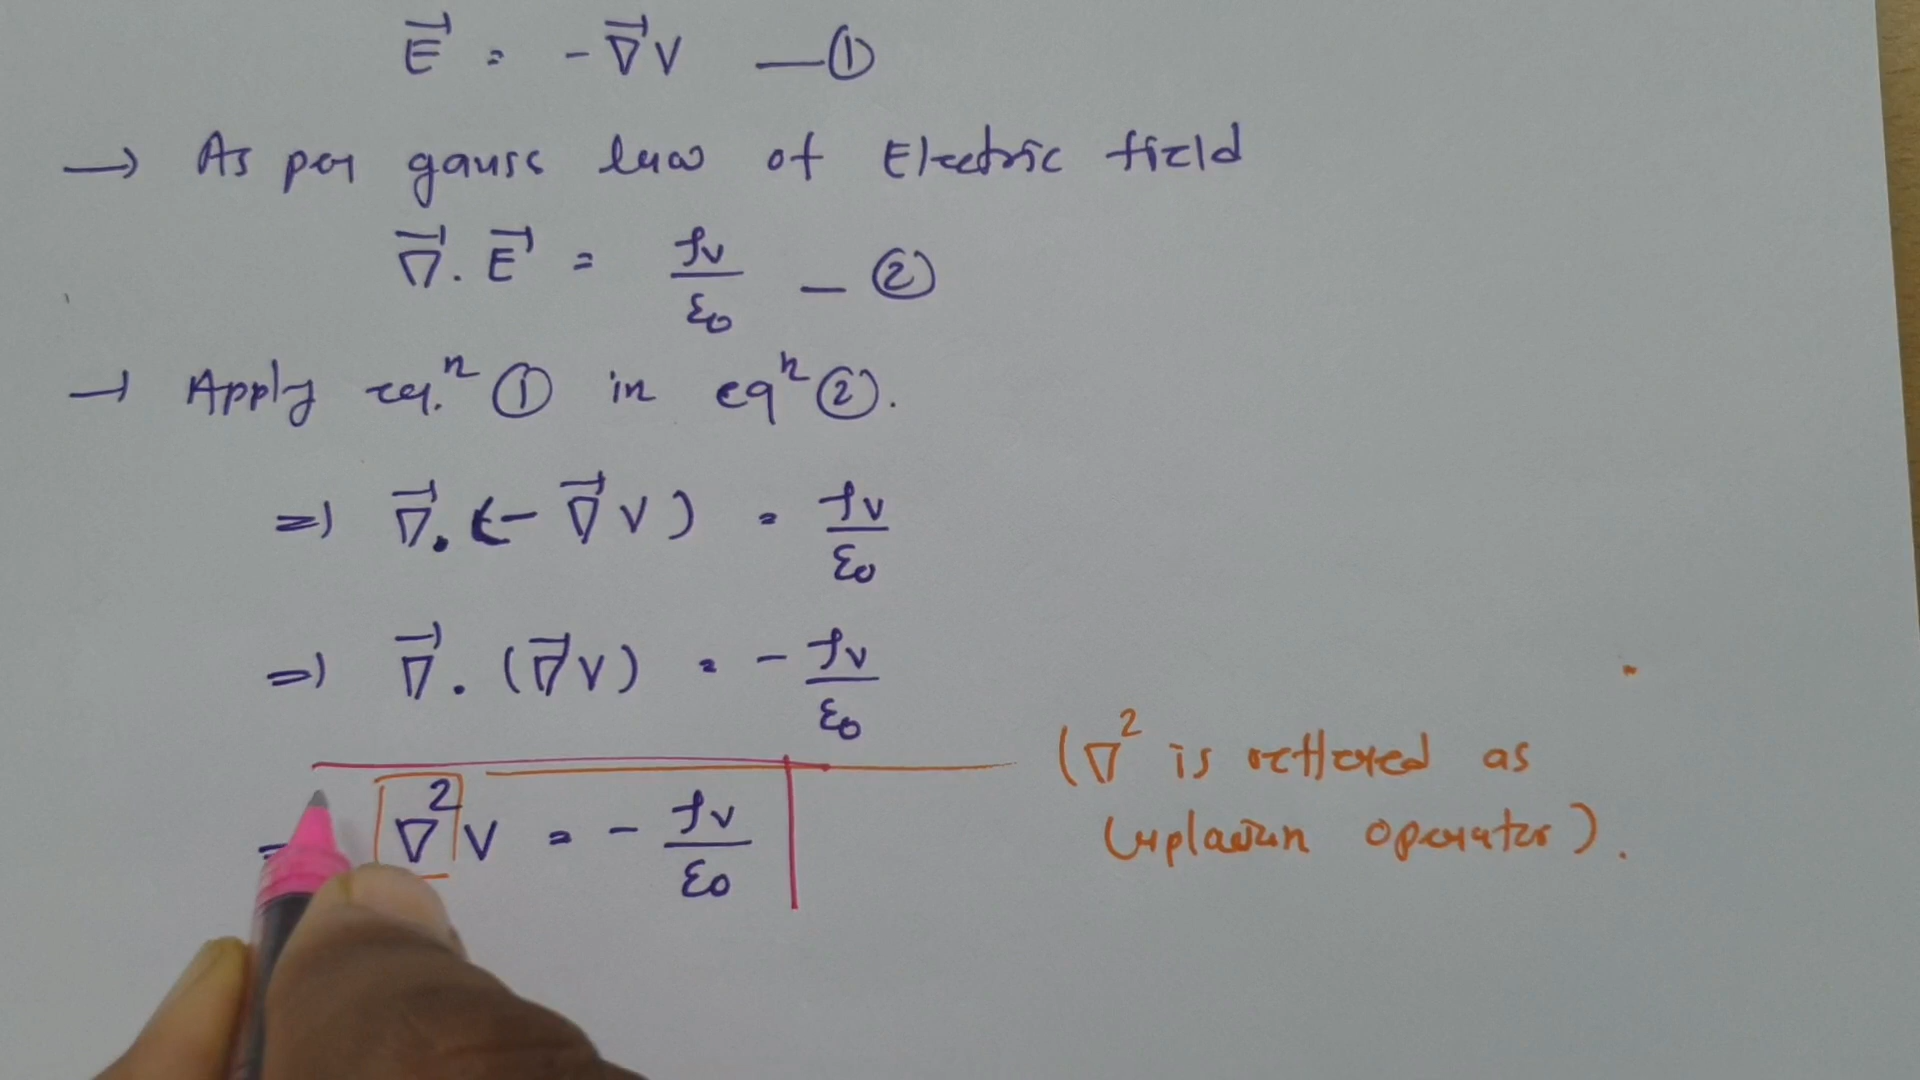 E⃗ = -∇⃗V —①
→ As per gauss law of Electric field
∇⃗.E⃗ = ρv/ε0 - ②
→ Apply eq.ⁿ ① in eqⁿ ②.
⇒ ∇⃗.(-∇⃗V) = ρv/ε0
⇒ ∇⃗.(∇⃗V) = -ρv/ε0
⇒ ∇²V = -ρv/ε0
(∇² is reffered as
Laplacian operator).